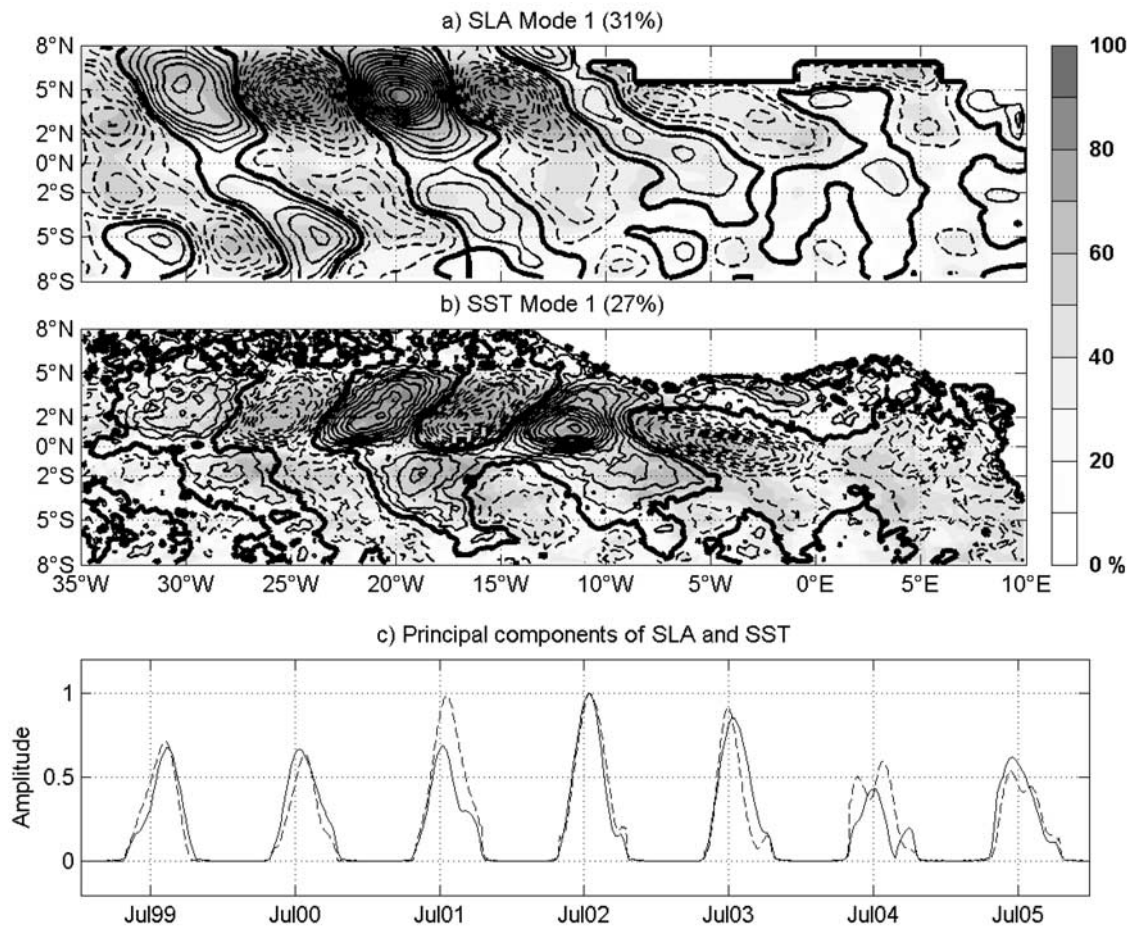 a) SLA Mode 1 (31%)
8°N
5°N
2°N
0°N
2°S
5°S
8°S
100
80
60
40
20
0 %
b) SST Mode 1 (27%)
8°N
5°N
2°N
0°N
2°S
5°S
8°S
35°W 30°W 25°W 20°W 15°W 10°W 5°W 0°E 5°E 10°E
c) Principal components of SLA and SST
Amplitude
1
0.5
0
Jul99 Jul00 Jul01 Jul02 Jul03 Jul04 Jul05